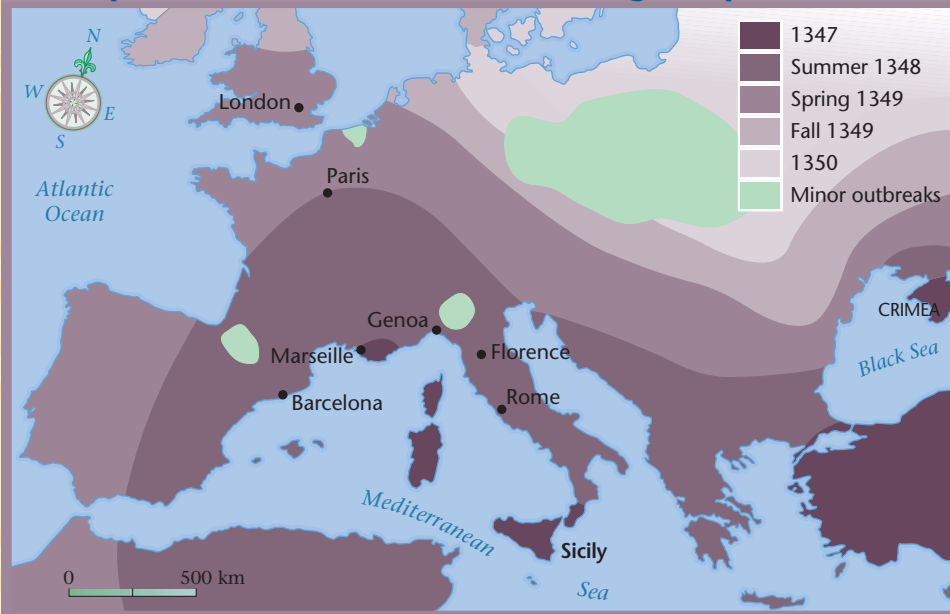 N
W
E
S
Atlantic
Ocean
London
Paris
Genoa
Marseille
Florence
Barcelona
Rome
Mediterranean
Sea
Sicily
CRIMEA
Black Sea
0 500 km
1347
Summer 1348
Spring 1349
Fall 1349
1350
Minor outbreaks